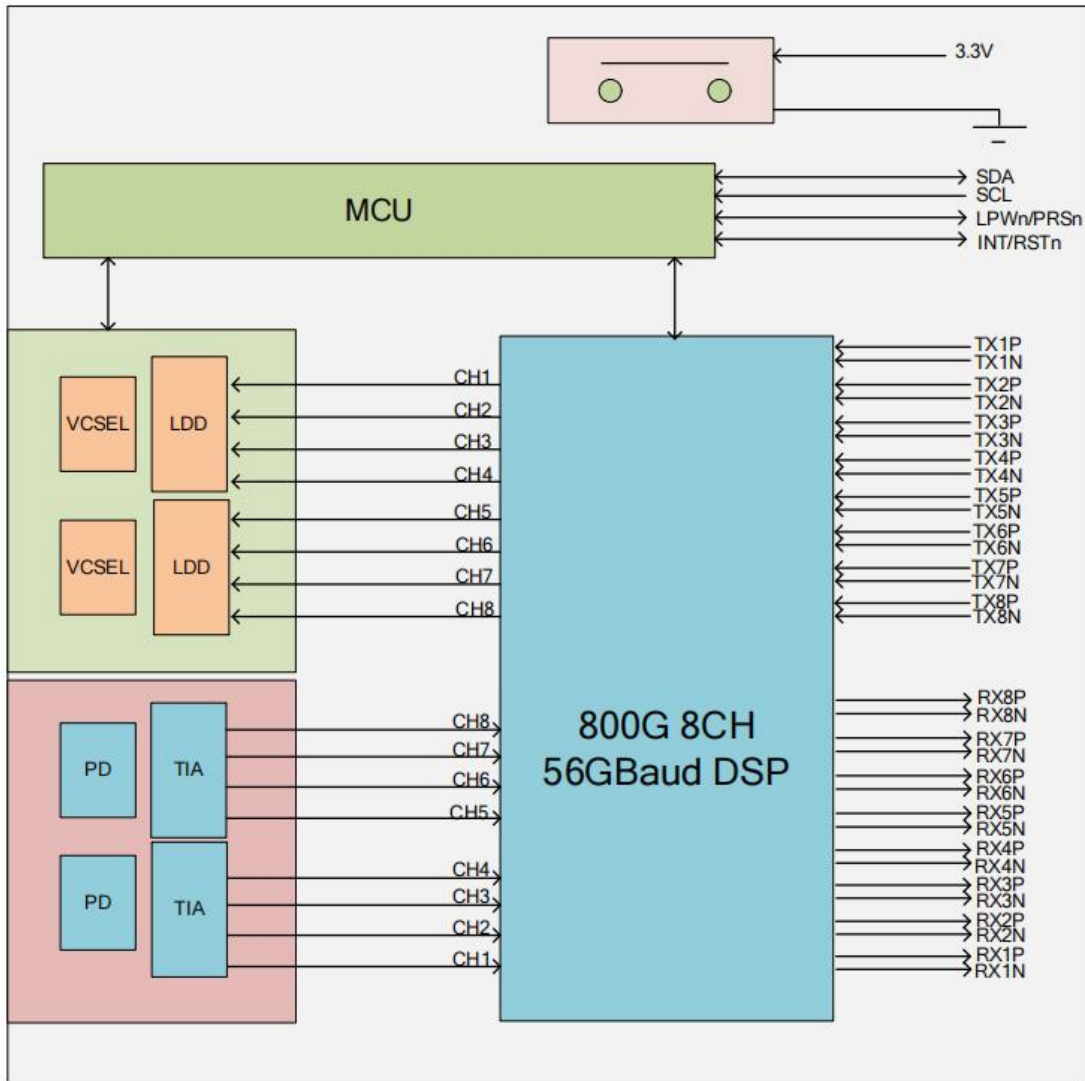 3.3V
MCU
SDA
SCL
LPWn/PRSn
INT/RSTn
VCSEL
LDD
VCSEL
LDD
CH1
CH2
CH3
CH4
CH5
CH6
CH7
CH8
TX1P
TX1N
TX2P
TX2N
TX3P
TX3N
TX4P
TX4N
TX5P
TX5N
TX6P
TX6N
TX7P
TX7N
TX8P
TX8N
800G 8CH
56GBaud DSP
PD
TIA
PD
TIA
CH8
CH7
CH6
CH5
CH4
CH3
CH2
CH1
RX8P
RX8N
RX7P
RX7N
RX6P
RX6N
RX5P
RX5N
RX4P
RX4N
RX3P
RX3N
RX2P
RX2N
RX1P
RX1N